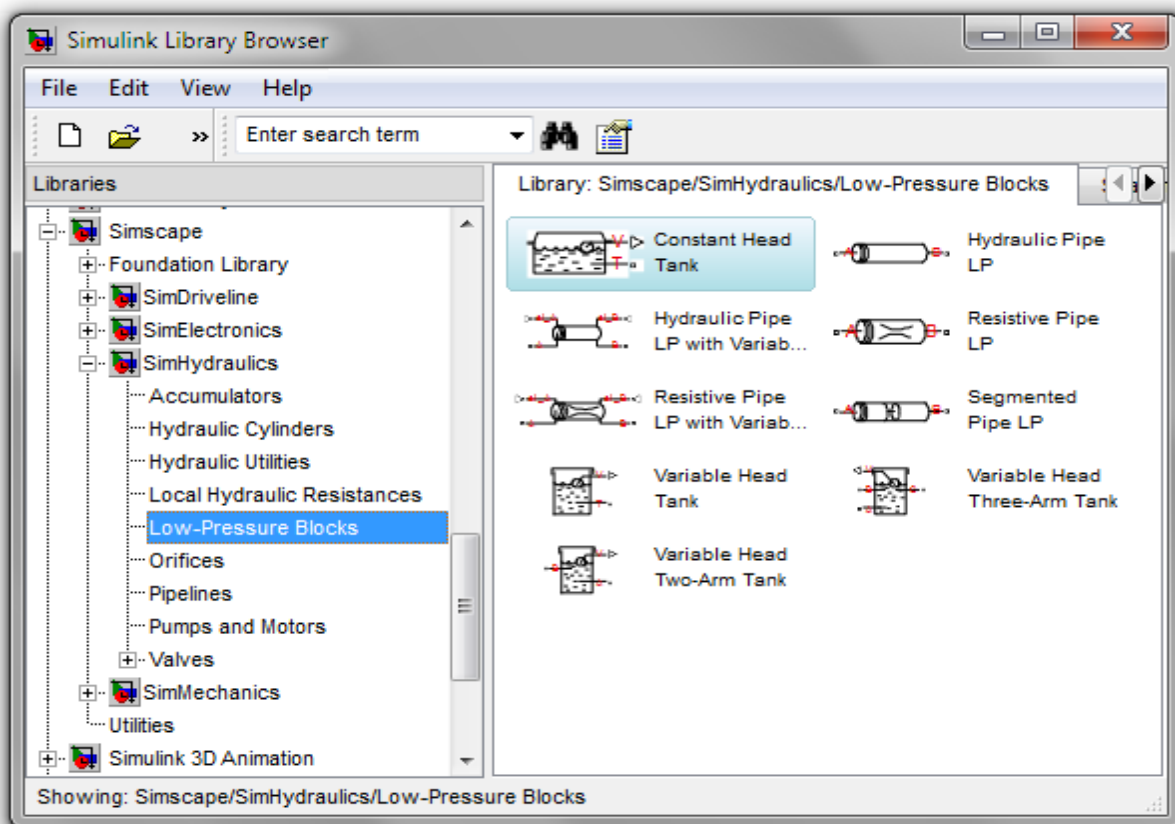 Simulink Library Browser
File Edit View Help
» Enter search term
Libraries
Library: Simscape/SimHydraulics/Low-Pressure Blocks
Simscape
Foundation Library
SimDriveline
SimElectronics
SimHydraulics
Accumulators
Hydraulic Cylinders
Hydraulic Utilities
Local Hydraulic Resistances
Low-Pressure Blocks
Orifices
Pipelines
Pumps and Motors
Valves
SimMechanics
Utilities
Simulink 3D Animation
V
T
Constant Head
Tank
A B
Hydraulic Pipe
LP
Hydraulic Pipe
LP with Variab...
A B
Resistive Pipe
LP
Resistive Pipe
LP with Variab...
A B
Segmented
Pipe LP
Variable Head
Tank
Variable Head
Three-Arm Tank
Variable Head
Two-Arm Tank
Showing: Simscape/SimHydraulics/Low-Pressure Blocks